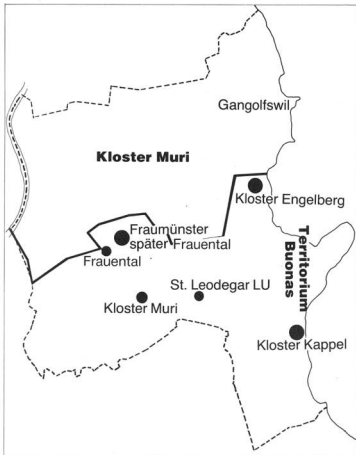 Gangolfswil
Kloster Muri
Kloster Engelberg
Fraumünster
später Frauental
Frauental
Territorium
Buonas
St. Leodegar LU
Kloster Muri
Kloster Kappel